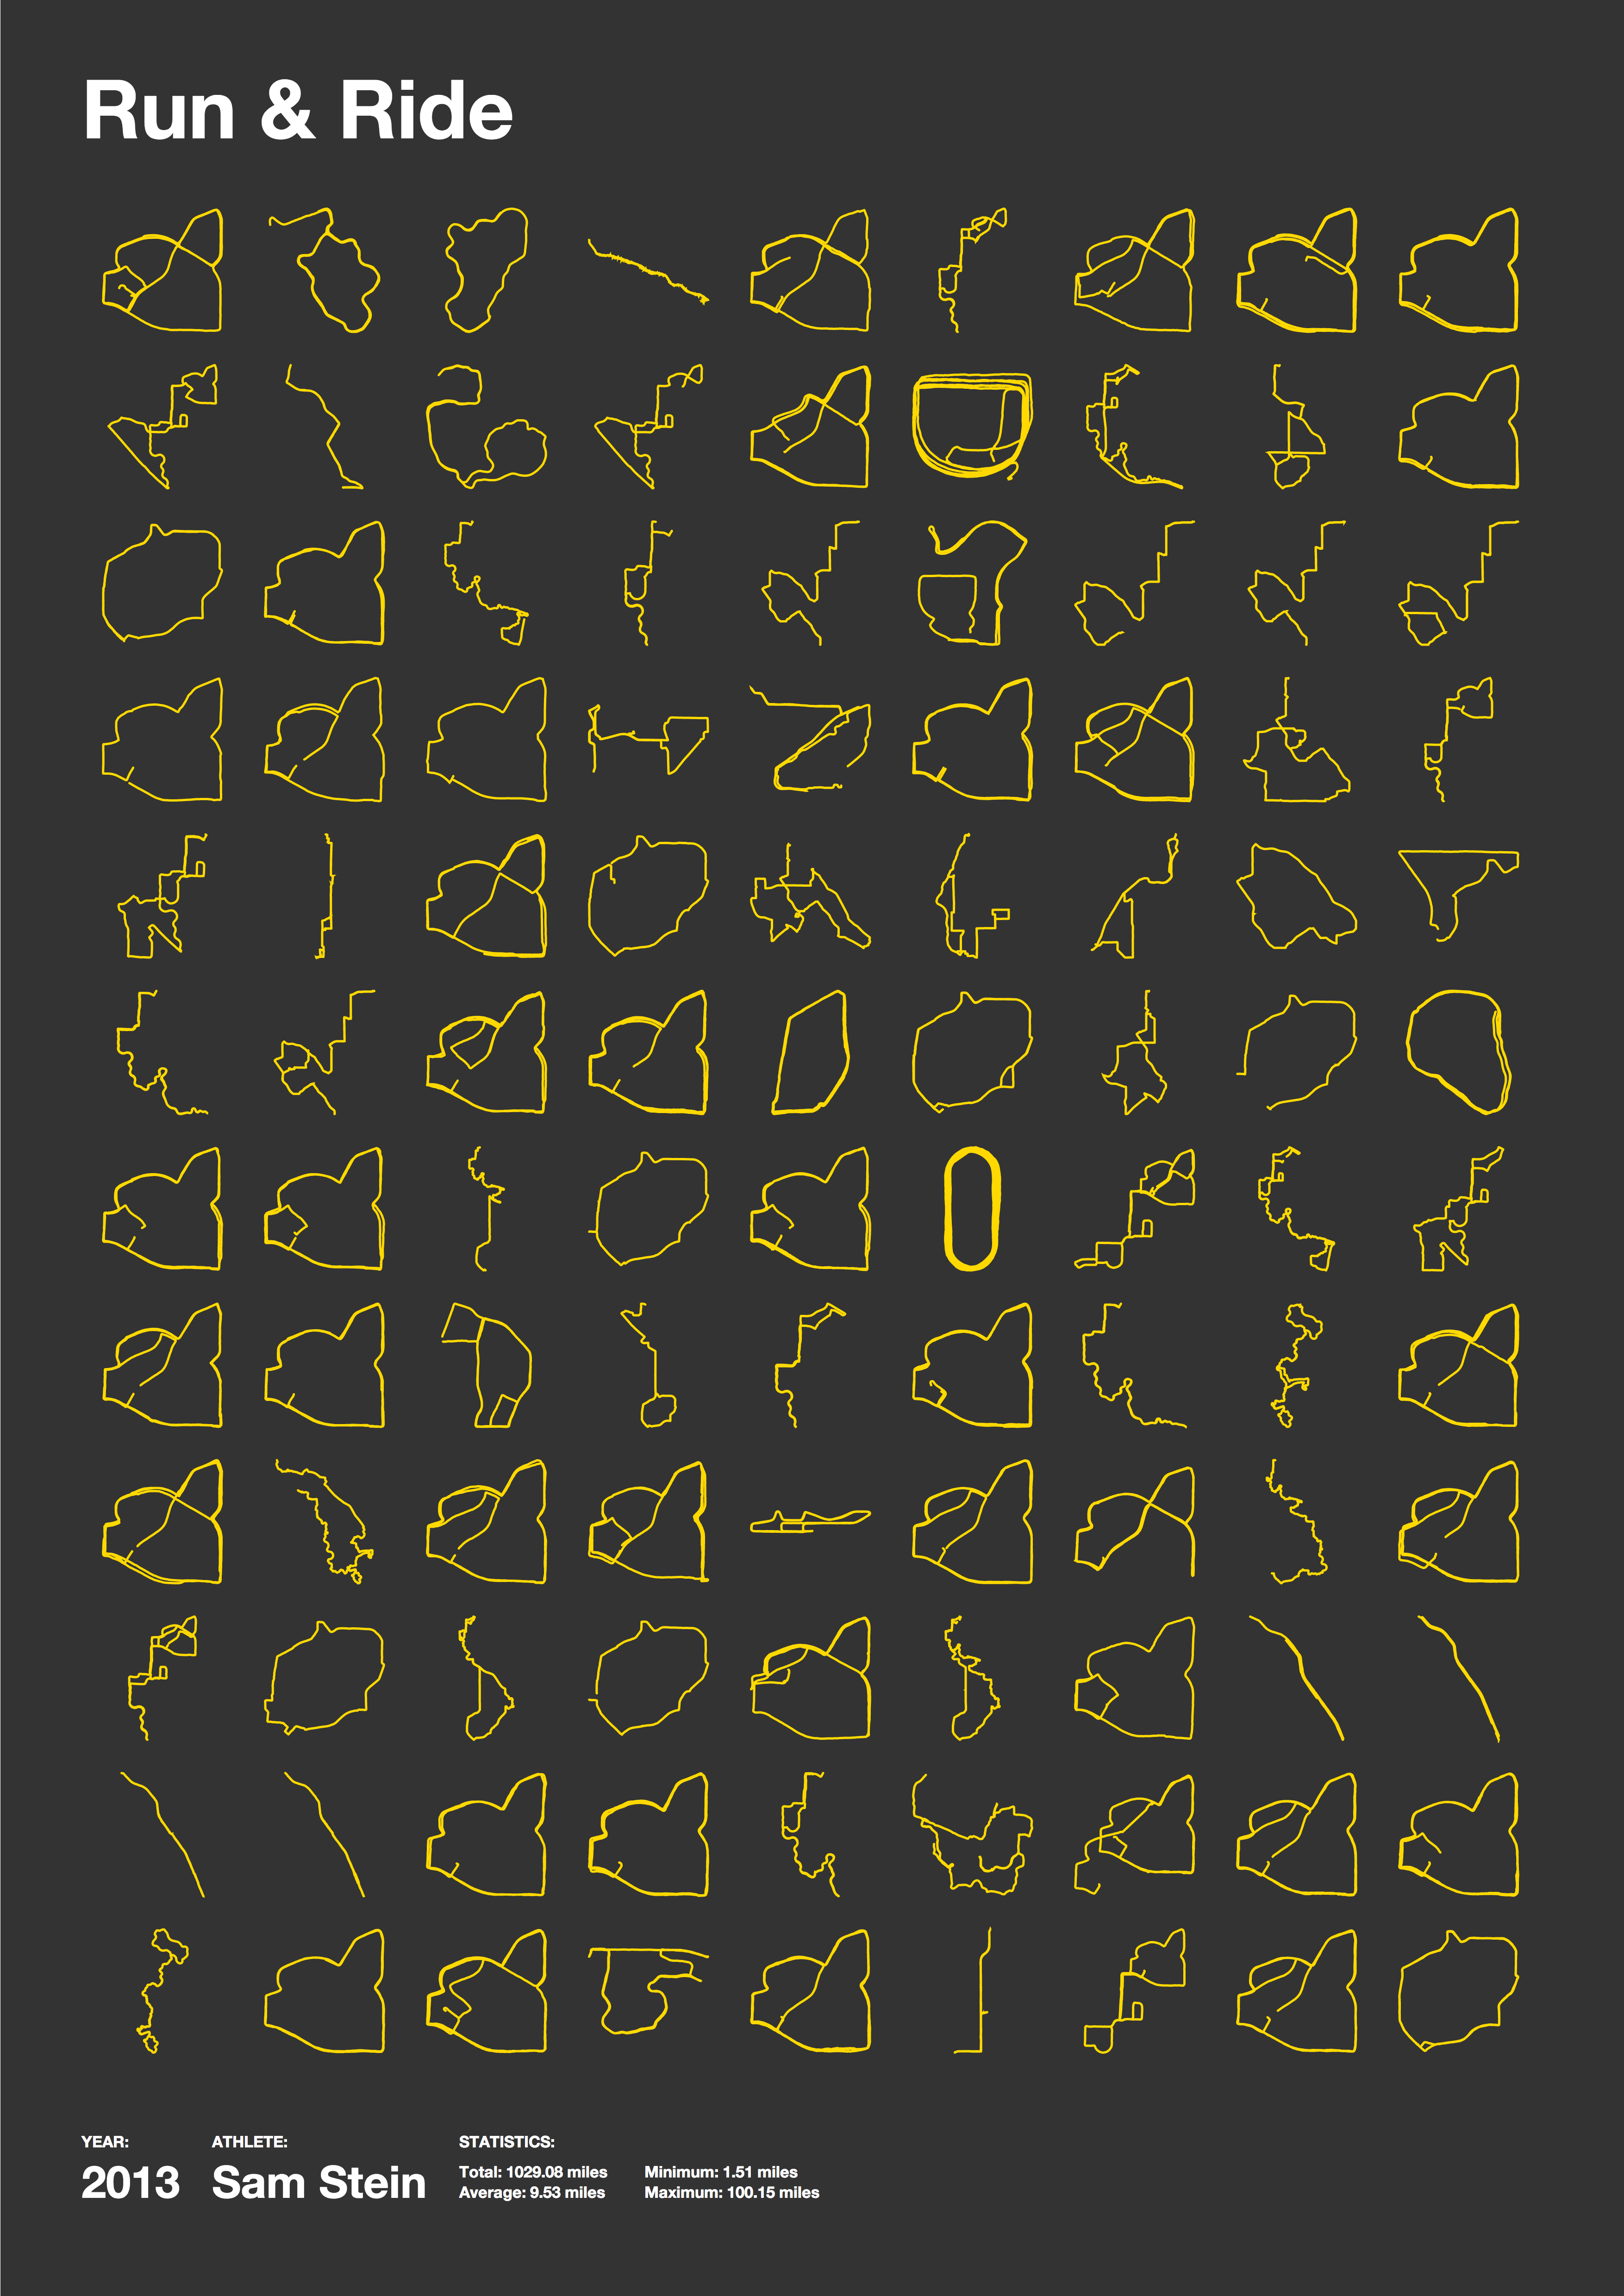 Run & Ride
YEAR:
2013
ATHLETE:
Sam Stein
STATISTICS:
Total: 1029.08 miles
Average: 9.53 miles
Minimum: 1.51 miles
Maximum: 100.15 miles